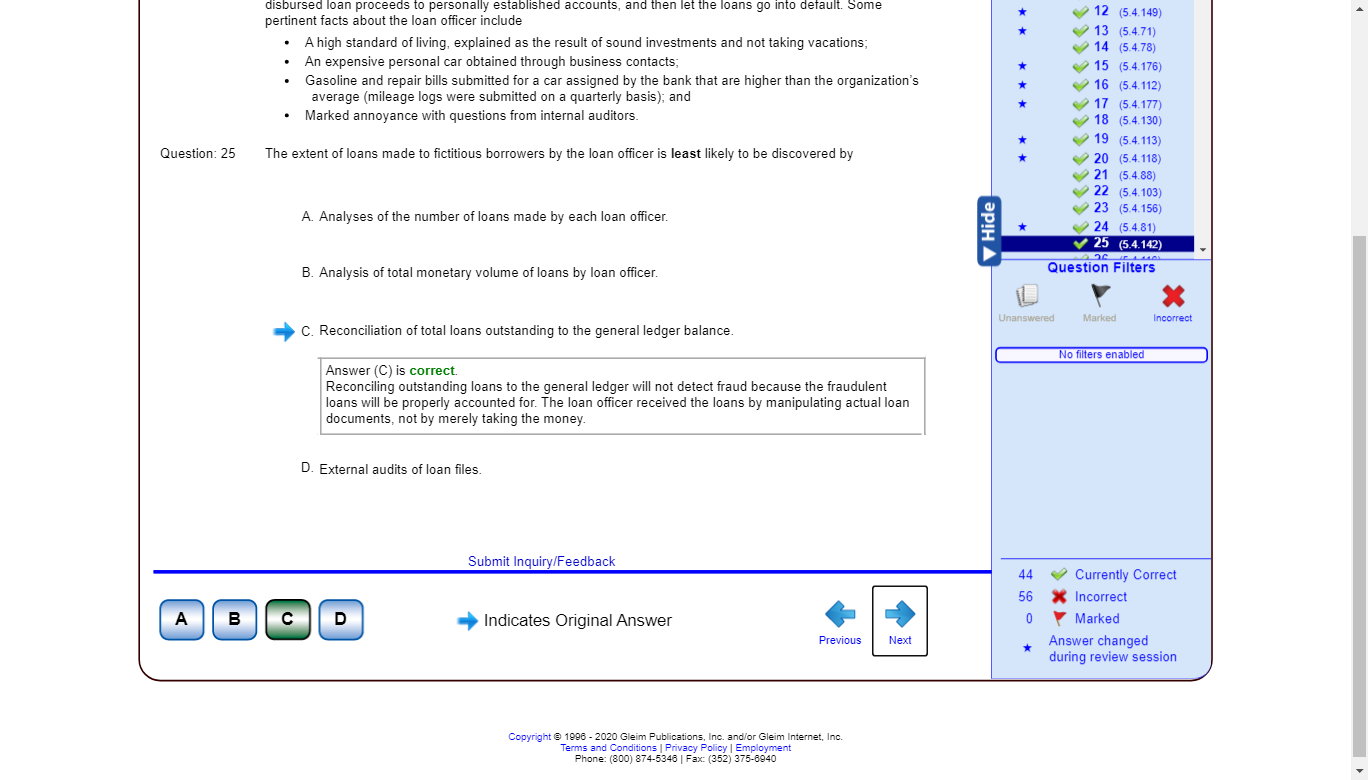 disbursed loan proceeds to personally established accounts, and then let the loans go into default. Some
pertinent facts about the loan officer include
• A high standard of living, explained as the result of sound investments and not taking vacations;
• An expensive personal car obtained through business contacts;
• Gasoline and repair bills submitted for a car assigned by the bank that are higher than the organization's
average (mileage logs were submitted on a quarterly basis); and
• Marked annoyance with questions from internal auditors.
Question: 25 The extent of loans made to fictitious borrowers by the loan officer is least likely to be discovered by
A. Analyses of the number of loans made by each loan officer.
B. Analysis of total monetary volume of loans by loan officer.
C. Reconciliation of total loans outstanding to the general ledger balance.
Answer (C) is correct.
Reconciling outstanding loans to the general ledger will not detect fraud because the fraudulent
loans will be properly accounted for. The loan officer received the loans by manipulating actual loan
documents, not by merely taking the money.
D. External audits of loan files.
Submit Inquiry/Feedback
A B C D
Indicates Original Answer
Previous
Next
12 (5.4.149)
13 (5.4.71)
14 (5.4.78)
15 (5.4.176)
16 (5.4.112)
17 (5.4.177)
18 (5.4.130)
19 (5.4.113)
20 (5.4.118)
21 (5.4.88)
22 (5.4.103)
23 (5.4.156)
24 (5.4.81)
25 (5.4.142)
Hide
Question Filters
Unanswered
Marked
Incorrect
No filters enabled
44 Currently Correct
56 Incorrect
0 Marked
Answer changed
during review session
Copyright © 1996 - 2020 Gleim Publications, Inc. and/or Gleim Internet, Inc.
Terms and Conditions | Privacy Policy | Employment
Phone: (800) 874-5346 | Fax: (352) 375-6940